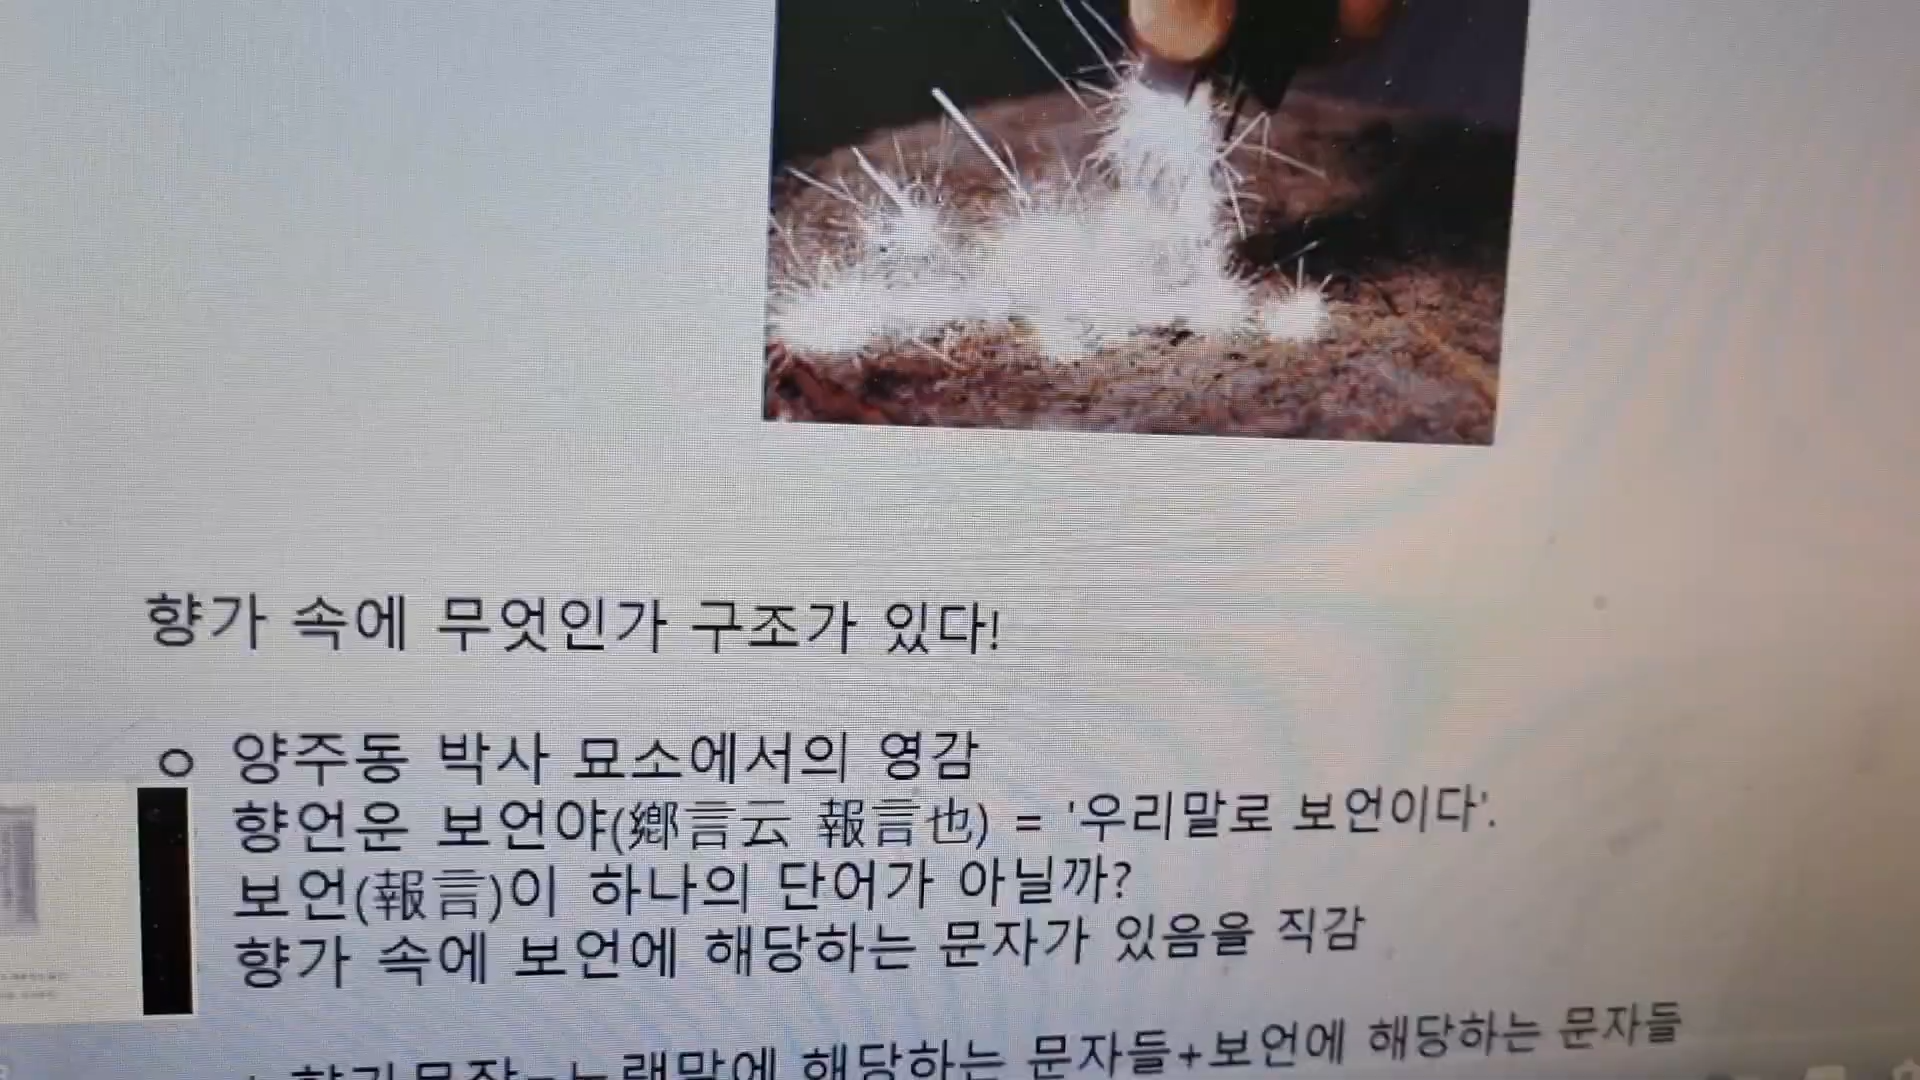 향가 속에 무엇인가 구조가 있다!
ㅇ 양주동 박사 묘소에서의 영감
향언운 보언야(鄕言云 報言也) = '우리말로 보언이다'.
보언(報言)이 하나의 단어가 아닐까?
향가 속에 보언에 해당하는 문자가 있음을 직감
향가문장=노랫말에 해당하는 문자들+보언에 해당하는 문자들